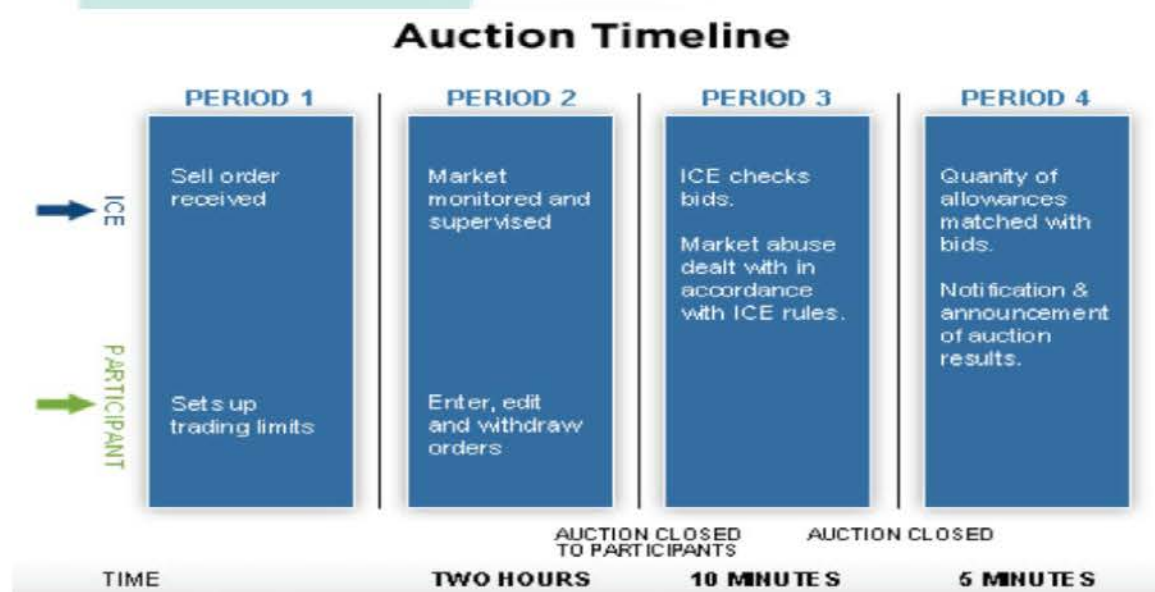 Auction Timeline
PERIOD 1
PERIOD 2
PERIOD 3
PERIOD 4
ICE
Sell order
received
Market
monitored and
supervised
ICE checks
bids.
Market abuse
dealt with in
accordance
with ICE rules.
Quanity of
allowances
matched with
bids.
Notification &
announcement
of auction
results.
PARTICIPANT
Sets up
trading limits
Enter, edit
and withdraw
orders
AUCTION CLOSED
TO PARTICIPANTS
AUCTION CLOSED
TIME
TWO HOURS
10 MINUTES
5 MINUTES